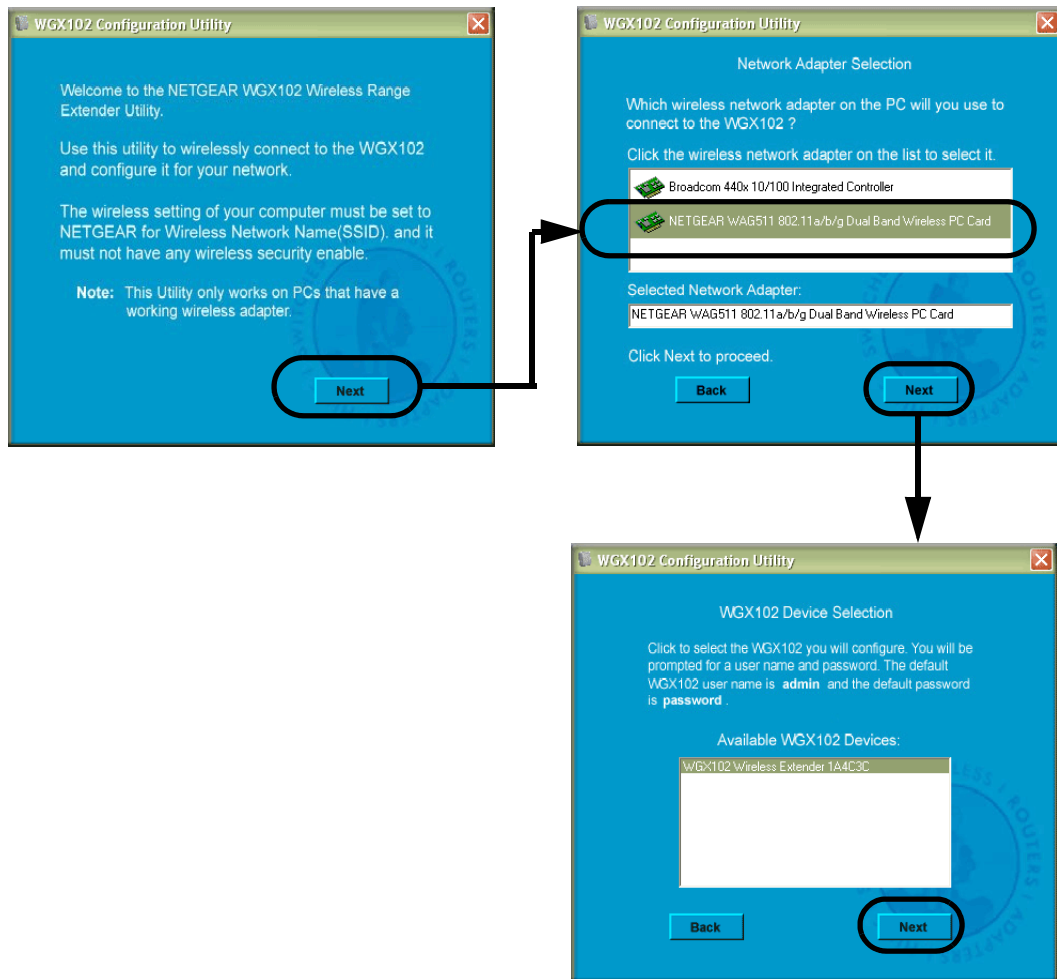 WGX102 Configuration Utility
Welcome to the NETGEAR WGX102 Wireless Range
Extender Utility.
Use this utility to wirelessly connect to the WGX102
and configure it for your network.
The wireless setting of your computer must be set to
NETGEAR for Wireless Network Name(SSID). and it
must not have any wireless security enable.
Note: This Utility only works on PCs that have a
working wireless adapter.
Next
WGX102 Configuration Utility
Network Adapter Selection
Which wireless network adapter on the PC will you use to
connect to the WGX102 ?
Click the wireless network adapter on the list to select it.
Broadcom 440x 10/100 Integrated Controller
NETGEAR WAG511 802.11a/b/g Dual Band Wireless PC Card
Selected Network Adapter:
NETGEAR WAG511 802.11a/b/g Dual Band Wireless PC Card
Click Next to proceed.
Back
Next
WGX102 Configuration Utility
WGX102 Device Selection
Click to select the WGX102 you will configure. You will be
prompted for a user name and password. The default
WGX102 user name is admin and the default password
is password .
Available WGX102 Devices:
WGX102 Wireless Extender 1A4C3C
Back
Next